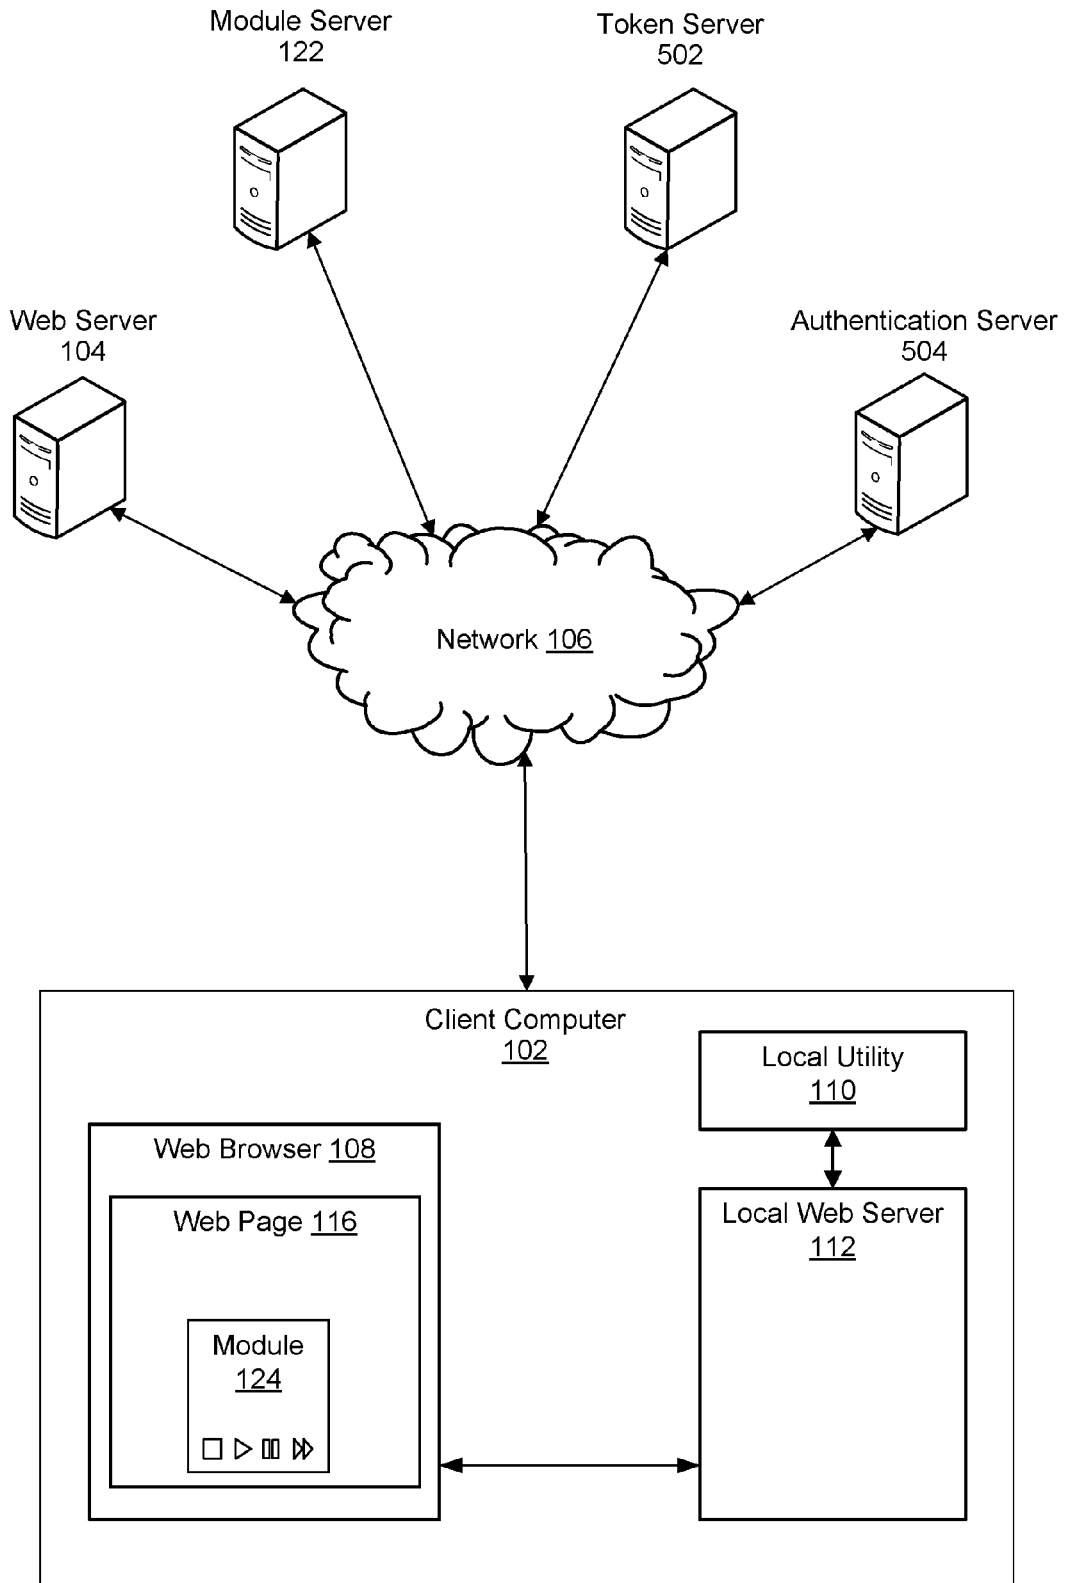 Module Server
122
Token Server
502
Web Server
104
Authentication Server
504
Network 106
Client Computer
102
Local Utility
110
Web Browser 108
Web Page 116
Local Web Server
112
Module
124